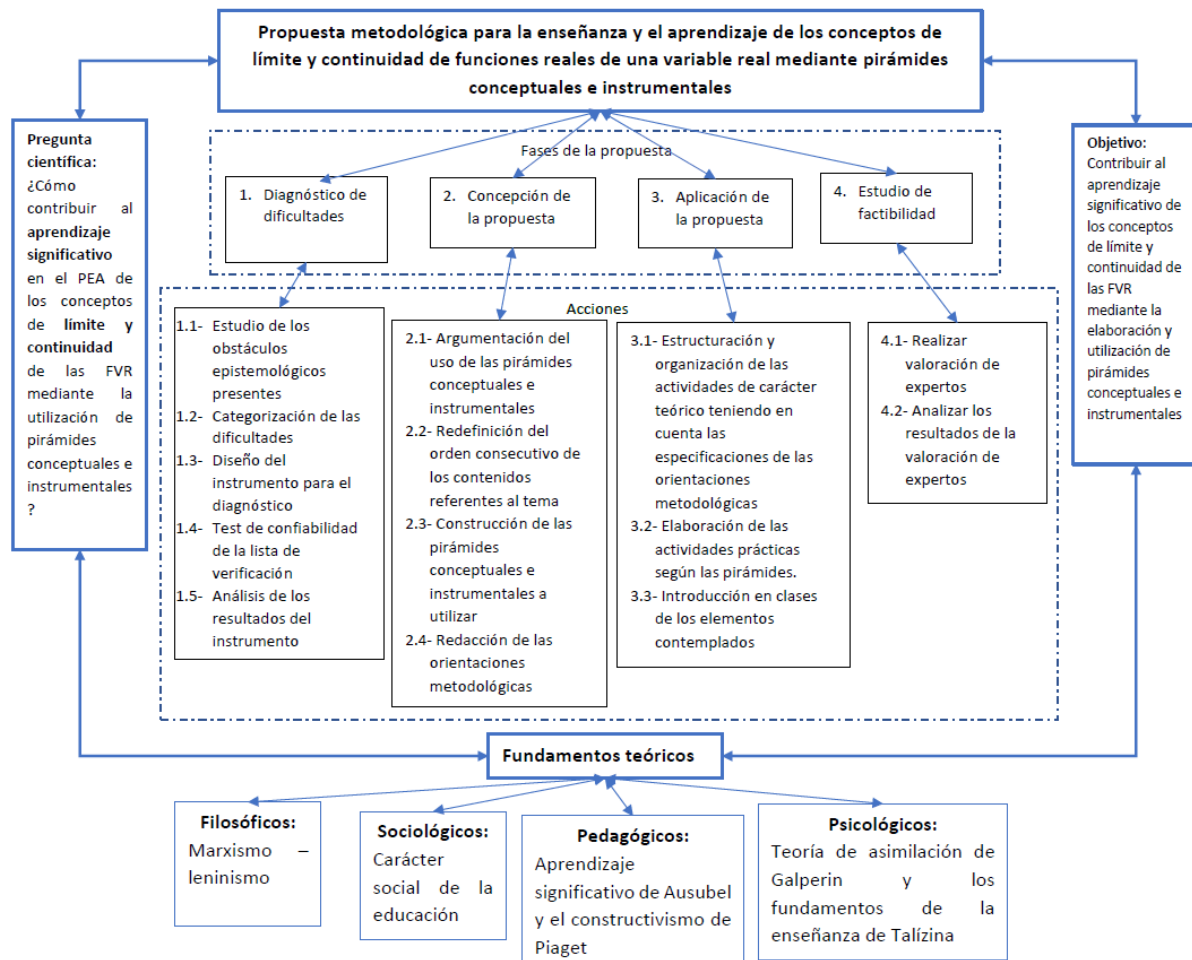 Propuesta metodológica para la enseñanza y el aprendizaje de los conceptos de
límite y continuidad de funciones reales de una variable real mediante pirámides
conceptuales e instrumentales
Pregunta
científica:
¿Cómo
contribuir al
aprendizaje
significativo
en el PEA de
los conceptos
de límite y
continuidad
de las FVR
mediante la
utilización de
pirámides
conceptuales e
instrumentales
?
Fases de la propuesta
1. Diagnóstico de
dificultades
2. Concepción de
la propuesta
3. Aplicación de
la propuesta
4. Estudio de
factibilidad
Objetivo:
Contribuir al
aprendizaje
significativo de
los conceptos
de límite y
continuidad de
las FVR
mediante la
elaboración y
utilización de
pirámides
conceptuales e
instrumentales
Acciones
1.1- Estudio de los
obstáculos
epistemológicos
presentes
1.2- Categorización de las
dificultades
1.3- Diseño del
instrumento para el
diagnóstico
1.4- Test de confiabilidad
de la lista de
verificación
1.5- Análisis de los
resultados del
instrumento
2.1- Argumentación del
uso de las pirámides
conceptuales e
instrumentales
2.2- Redefinición del
orden consecutivo de
los contenidos
referentes al tema
2.3- Construcción de las
pirámides
conceptuales e
instrumentales a
utilizar
2.4- Redacción de las
orientaciones
metodológicas
3.1- Estructuración y
organización de las
actividades de carácter
teórico teniendo en
cuenta las
especificaciones de las
orientaciones
metodológicas
3.2- Elaboración de las
actividades prácticas
según las pirámides.
3.3- Introducción en clases
de los elementos
contemplados
4.1- Realizar
valoración de
expertos
4.2- Analizar los
resultados de la
valoración de
expertos
Fundamentos teóricos
Filosóficos:
Marxismo –
leninismo
Sociológicos:
Carácter
social de la
educación
Pedagógicos:
Aprendizaje
significativo de Ausubel
y el constructivismo de
Piaget
Psicológicos:
Teoría de asimilación de
Galperin y los
fundamentos de la
enseñanza de Talízina